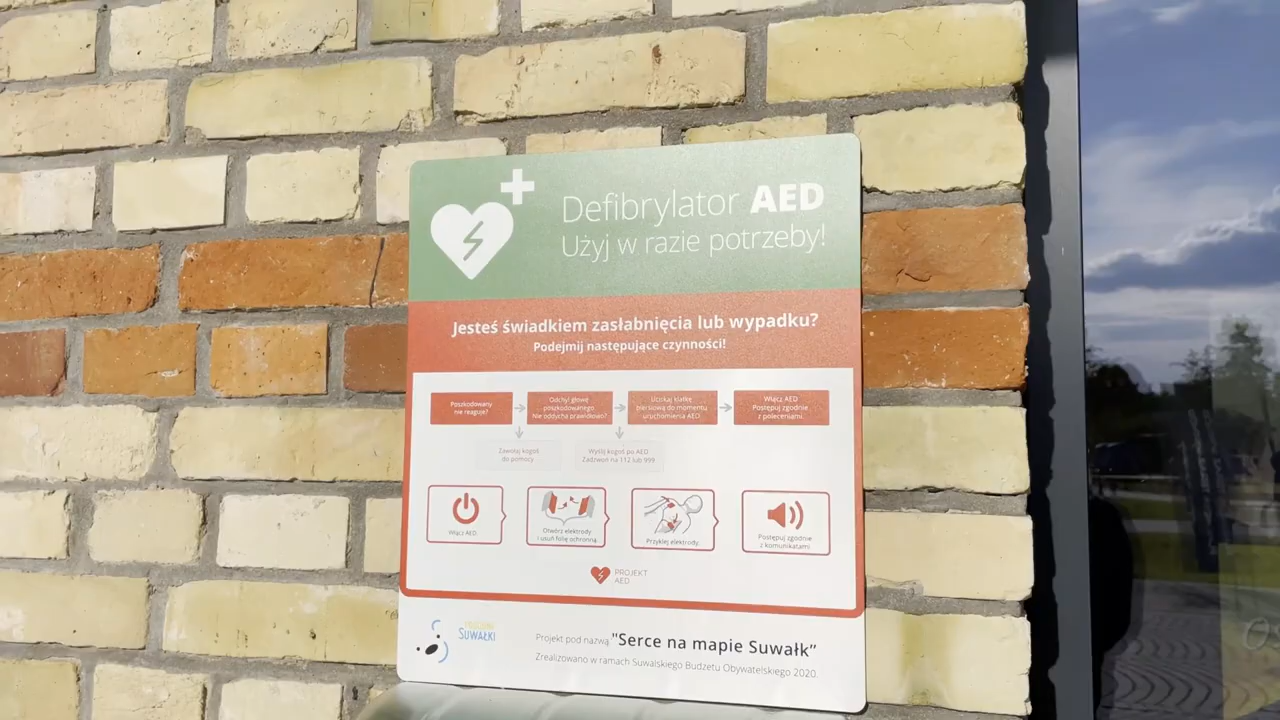 Defibrylator AED
Użyj w razie potrzeby!
Jesteś świadkiem zasłabnięcia lub wypadku?
Podejmij następujące czynności!
Poszkodowany
nie reaguje?
Odchyl głowę
poszkodowanego
Nie oddycha prawidłowo?
Uciskaj klatkę
piersiową do momentu
uruchomienia AED
Włącz AED
Postępuj zgodnie
z poleceniami
Zawołaj kogoś
do pomocy
Wyślij kogoś po AED
Zadzwoń na 112 lub 999
Włącz AED
Otwórz elektrody
i usuń folię ochronną
Przyklej elektrody
Postępuj zgodnie
z komunikatami
PROJEKT
AED
SUWAŁKI
Projekt pod nazwą "Serce na mapie Suwałk”
Zrealizowano w ramach Suwalskiego Budżetu Obywatelskiego 2020.